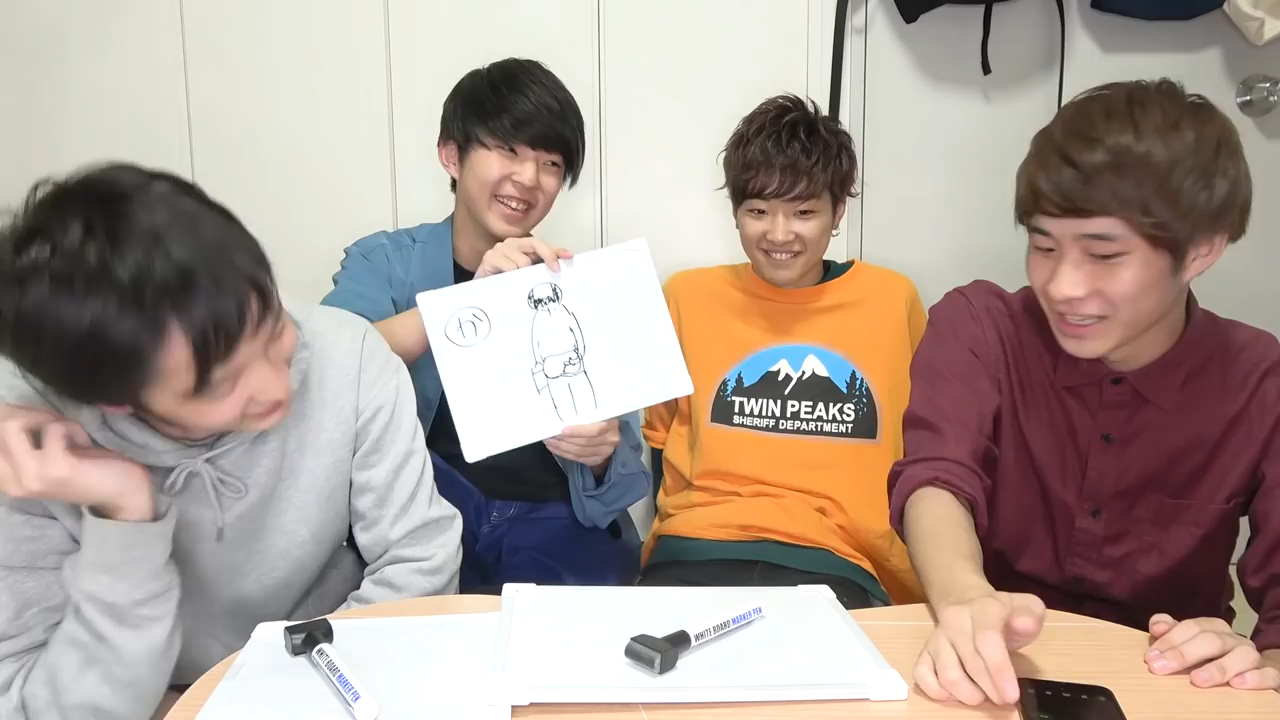 か
TWIN PEAKS
SHERIFF DEPARTMENT
WHITE BOARD MARKER PEN
WHITE BOARD MARKER PEN